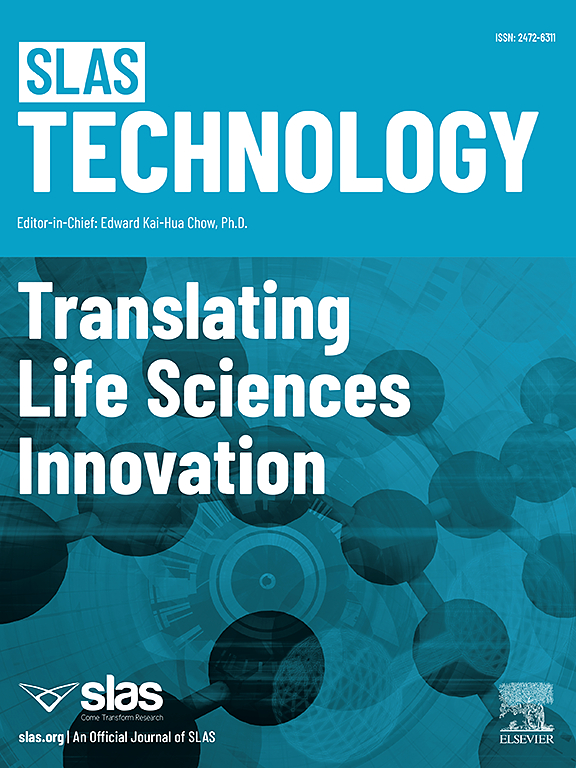 ISSN: 2472-6311
SLAS
TECHNOLOGY
Editor-in-Chief: Edward Kai-Hua Chow, Ph.D.
Translating
Life Sciences
Innovation
slas
Come Transform Research
slas.org | An Official Journal of SLAS
ELSEVIER